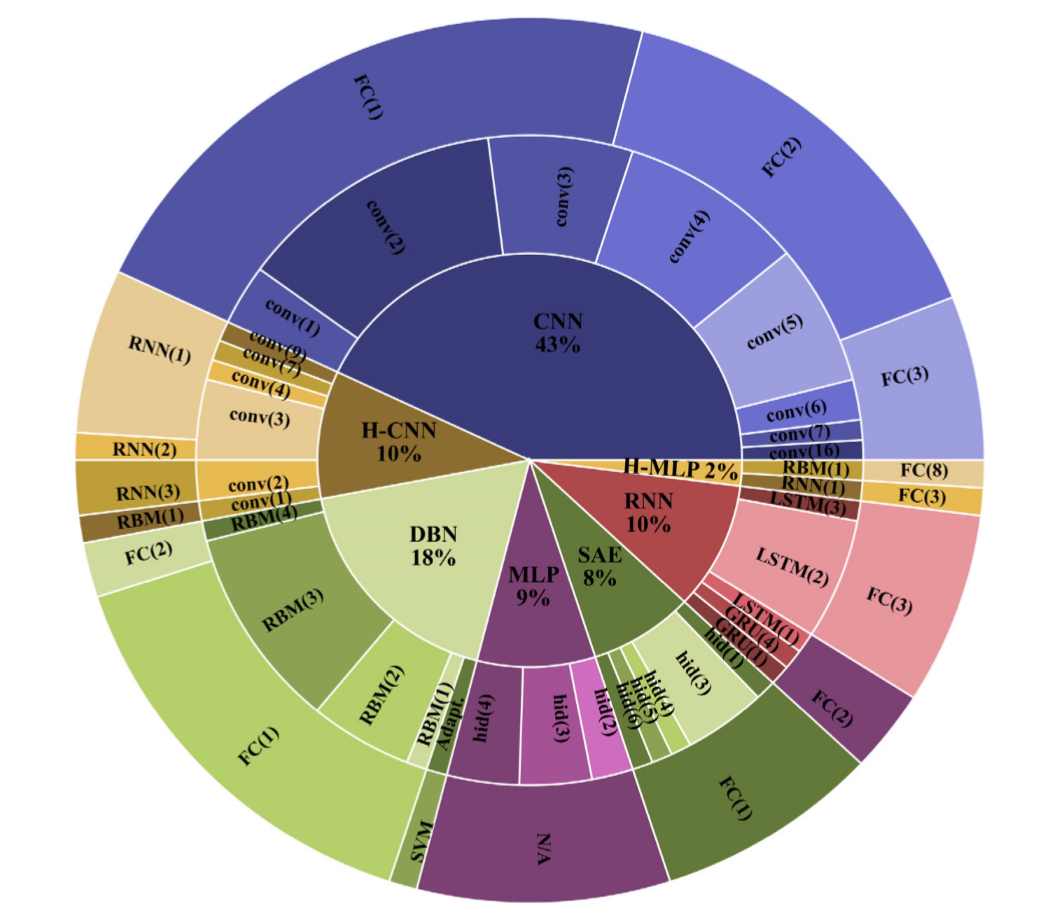 CNN
43%
H-CNN
10%
DBN
18%
MLP
9%
SAE
8%
RNN
10%
H-MLP 2%
conv(1)
conv(2)
conv(3)
conv(4)
conv(5)
conv(6)
conv(7)
conv(16)
RBM(1)
RNN(1)
LSTM(3)
LSTM(2)
LSTM(1)
GRU(4)
GRU(1)
hid(1)
hid(3)
hid(4)
hid(5)
hid(6)
hid(2)
hid(3)
hid(4)
Adapt.
RBM(1)
RBM(2)
RBM(3)
RBM(4)
conv(1)
conv(2)
conv(3)
conv(4)
conv(7)
conv(9)
FC(1)
FC(2)
FC(3)
FC(8)
FC(3)
FC(3)
FC(2)
FC(1)
N/A
SVM
FC(1)
FC(2)
RBM(1)
RNN(3)
RNN(2)
RNN(1)